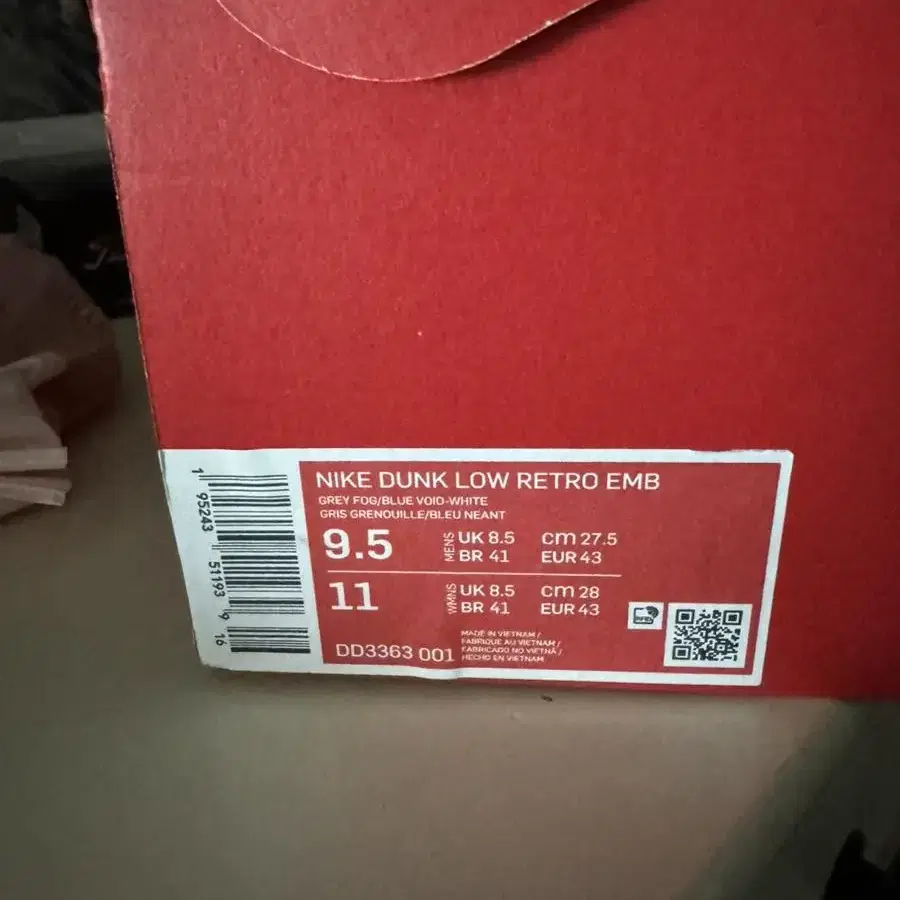 NIKE DUNK LOW RETRO EMB
GREY FOG/BLUE VOID-WHITE
GRIS GRENOUILLE/BLEU NEANT
9.5 MENS UK 8.5 cm 27.5
BR 41 EUR 43
11 WMNS UK 8.5 cm 28
BR 41 EUR 43
DD3363 001
MADE IN VIETNAM /
FABRIQUE AU VIETNAM /
FABRICADO NO VIETNÃ /
HECHO EN VIETNAM
RFID
1 95243 51193 9 16